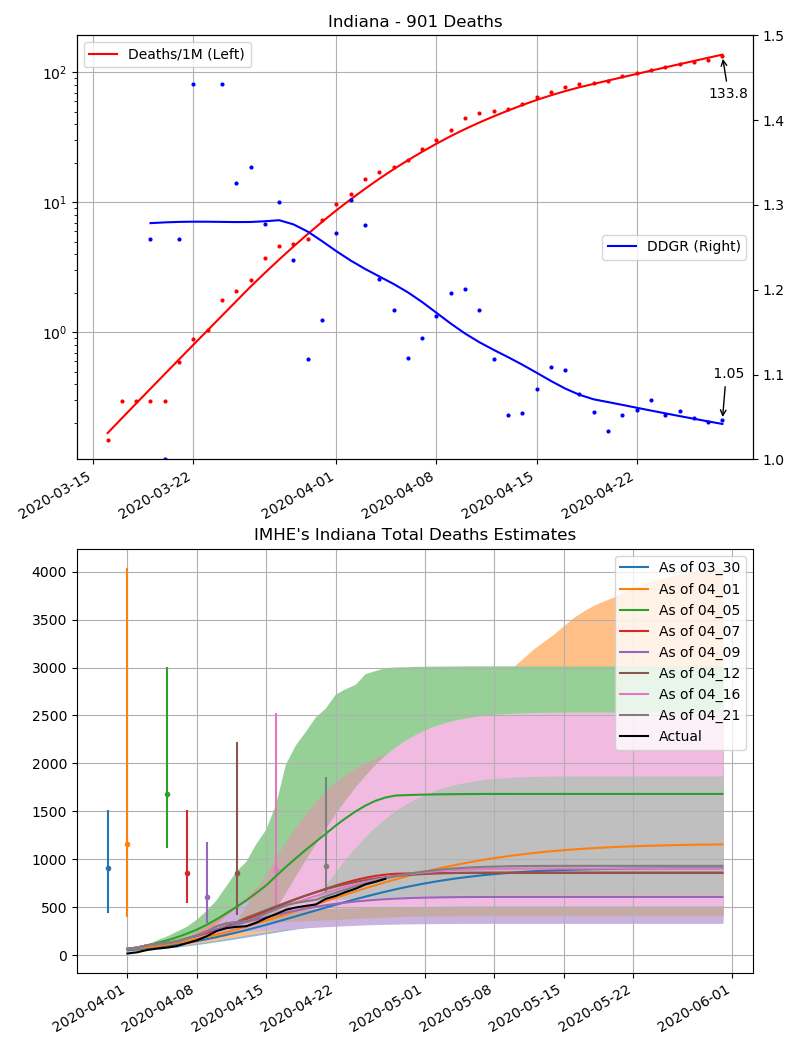 Indiana - 901 Deaths
Deaths/1M (Left)
DDGR (Right)
133.8
1.05
10²
10¹
10⁰
1.5
1.4
1.3
1.2
1.1
1.0
2020-03-15
2020-03-22
2020-04-01
2020-04-08
2020-04-15
2020-04-22
IMHE's Indiana Total Deaths Estimates
4000
3500
3000
2500
2000
1500
1000
500
0
As of 03_30
As of 04_01
As of 04_05
As of 04_07
As of 04_09
As of 04_12
As of 04_16
As of 04_21
Actual
2020-04-01
2020-04-08
2020-04-15
2020-04-22
2020-05-01
2020-05-08
2020-05-15
2020-05-22
2020-06-01